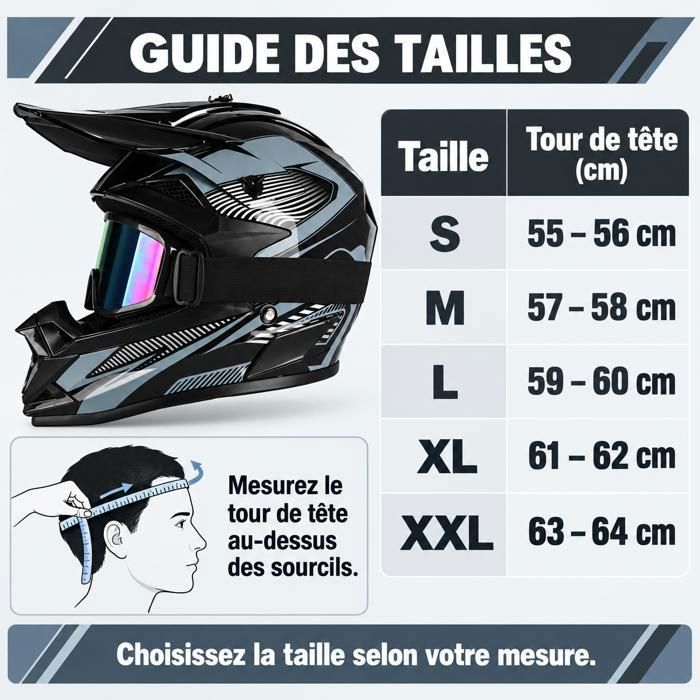 GUIDE DES TAILLES
Taille
Tour de tête
(cm)
S
55 – 56 cm
M
57 – 58 cm
L
59 – 60 cm
XL
61 – 62 cm
XXL
63 – 64 cm
Mesurez le
tour de tête
au-dessus
des sourcils.
Choisissez la taille selon votre mesure.